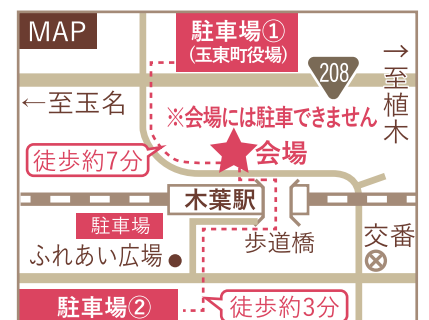 MAP
駐車場①
(玉東町役場)
208
→至植木
←至玉名
※会場には駐車できません
会場
徒歩約7分
木葉駅
駐車場
ふれあい広場
歩道橋
交番
駐車場②
徒歩約3分